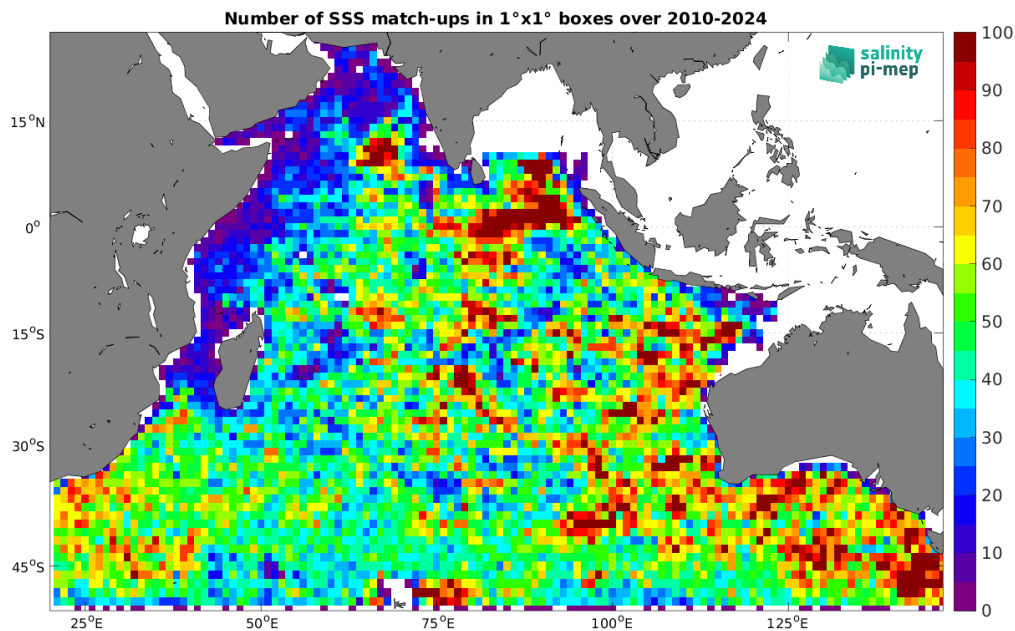 Number of SSS match-ups in 1°x1° boxes over 2010-2024
salinity
pi-mep
15°N
0°
15°S
30°S
45°S
25°E
50°E
75°E
100°E
125°E
100
90
80
70
60
50
40
30
20
10
0